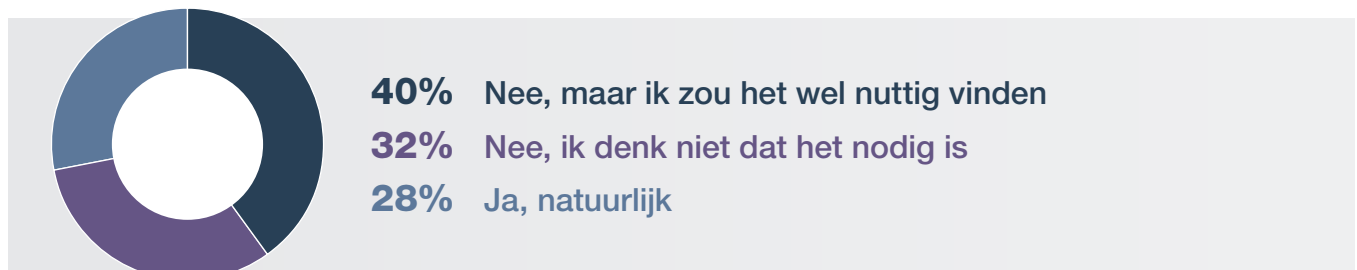 40% Nee, maar ik zou het wel nuttig vinden
32% Nee, ik denk niet dat het nodig is
28% Ja, natuurlijk